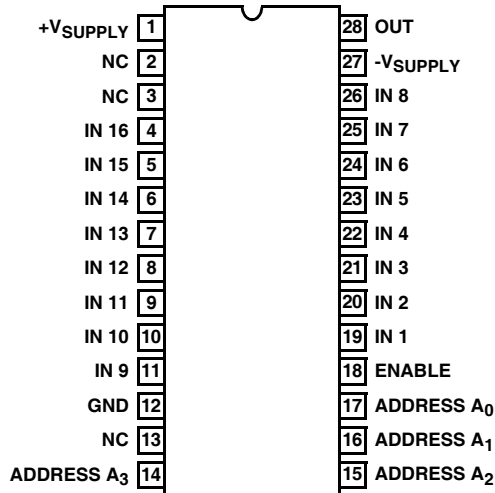 +VSUPPLY 1 28 OUT
NC 2 27 -VSUPPLY
NC 3 26 IN 8
IN 16 4 25 IN 7
IN 15 5 24 IN 6
IN 14 6 23 IN 5
IN 13 7 22 IN 4
IN 12 8 21 IN 3
IN 11 9 20 IN 2
IN 10 10 19 IN 1
IN 9 11 18 ENABLE
GND 12 17 ADDRESS A0
NC 13 16 ADDRESS A1
ADDRESS A3 14 15 ADDRESS A2